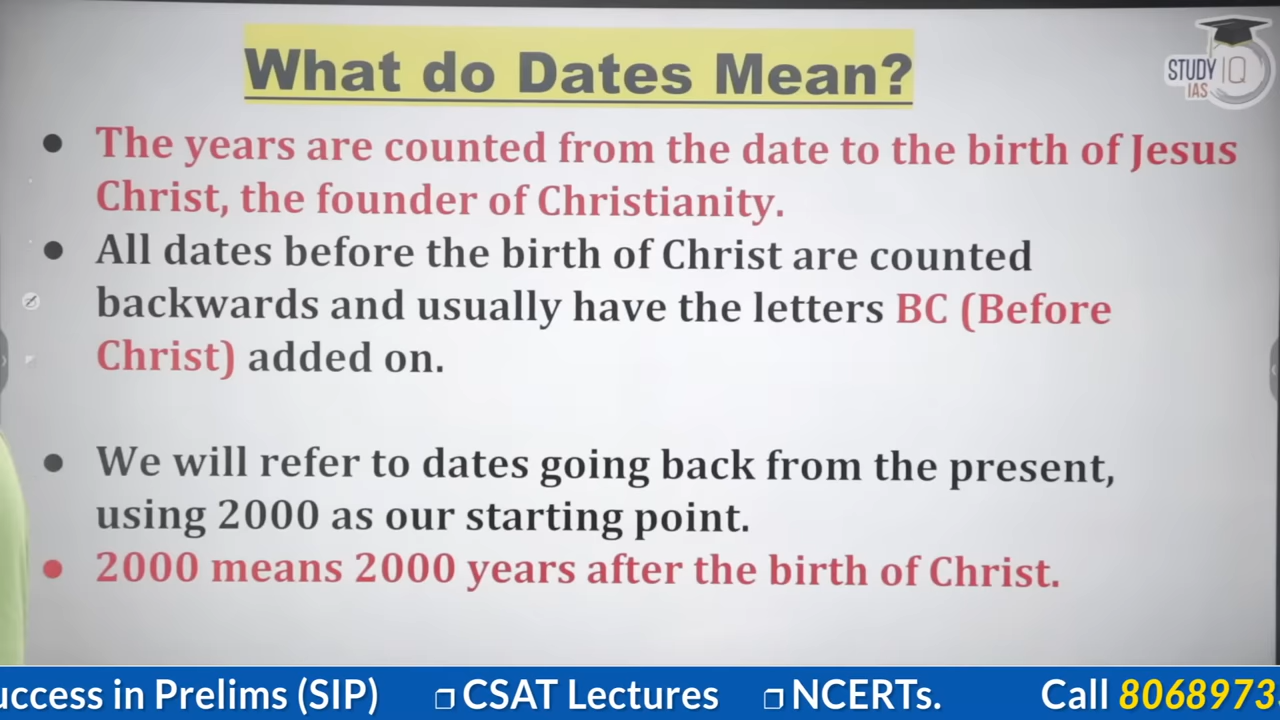 What do Dates Mean?
STUDY IQ
IAS
• The years are counted from the date to the birth of Jesus
Christ, the founder of Christianity.
• All dates before the birth of Christ are counted
backwards and usually have the letters BC (Before
Christ) added on.
• We will refer to dates going back from the present,
using 2000 as our starting point.
• 2000 means 2000 years after the birth of Christ.
uccess in Prelims (SIP) ❐ CSAT Lectures ❐ NCERTs. Call 8068973